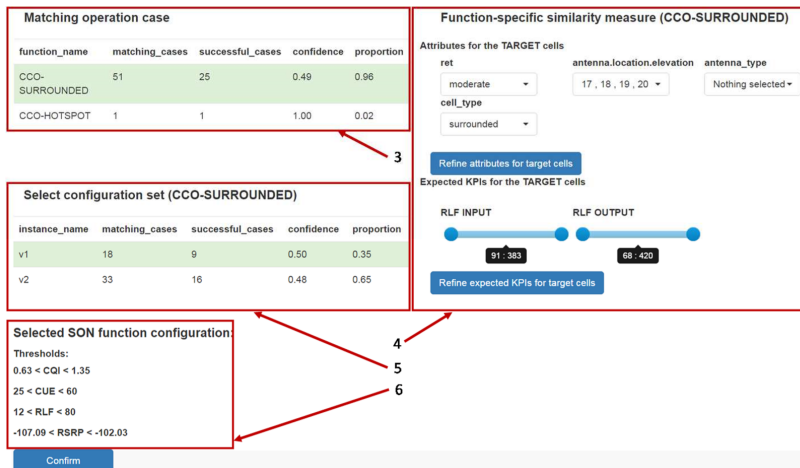 Matching operation case
function_name matching_cases successful_cases confidence proportion
CCO-SURROUNDED 51 25 0.49 0.96
CCO-HOTSPOT 1 1 1.00 0.02
3
Select configuration set (CCO-SURROUNDED)
instance_name matching_cases successful_cases confidence proportion
v1 18 9 0.50 0.35
v2 33 16 0.48 0.65
Selected SON function configuration:
Thresholds:
0.63 < CQI < 1.35
25 < CUE < 60
12 < RLF < 80
-107.09 < RSRP < -102.03
Confirm
Function-specific similarity measure (CCO-SURROUNDED)
Attributes for the TARGET cells
ret antenna.location.elevation antenna_type
moderate 17 , 18 , 19 , 20 Nothing selected
cell_type
surrounded
Refine attributes for target cells
Expected KPIs for the TARGET cells
RLF INPUT RLF OUTPUT
91 : 383 68 : 420
Refine expected KPIs for target cells
4
5
6